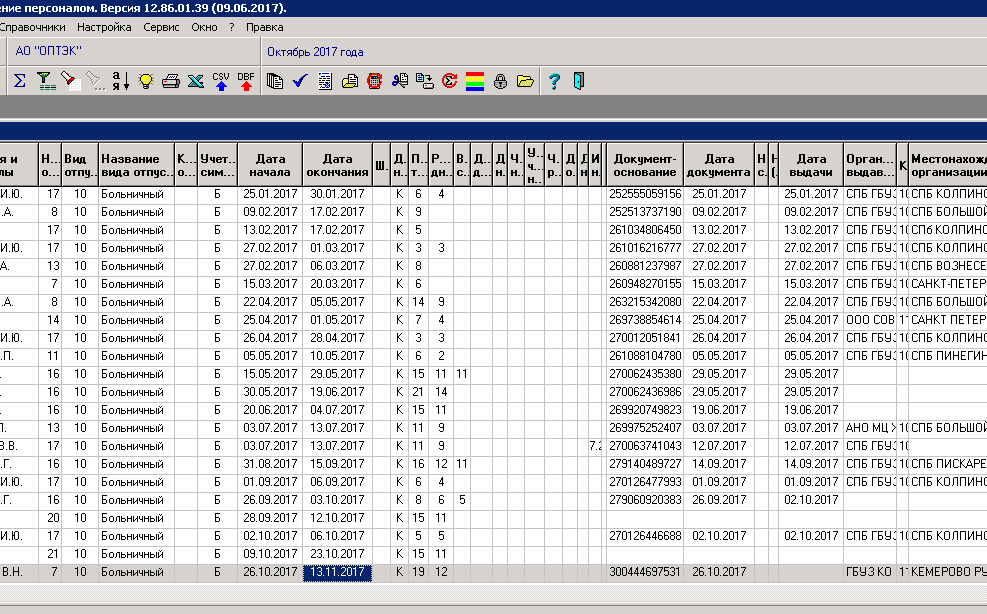 ение персоналом. Версия 12.86.01.39 (09.06.2017).
Справочники Настройка Сервис Окно ? Правка
АО "ОПТЭК" Октябрь 2017 года
Σ а я CSV DBF ?
я и Н... Вид Название К... Учет... Дата Дата Ш. Д. П... Р... В. Д.. Д. Ч. У... Ч. Д Д И Документ- Дата Н Н Дата Орган... К Местонахожд
лы о... отпу.. вида отпус... о... сим... начала окончания н.. т... дн.. с. д... н. н. ч... н.. р. о. н. н. основание документа с. (. выдачи выдав... организации
И.Ю. 17 10 Больничный Б 25.01.2017 30.01.2017 К 6 4 252555059156 25.01.2017 25.01.2017 СПБ ГБУЗ 10 СПБ КОЛПИНО
.А. 8 10 Больничный Б 09.02.2017 17.02.2017 К 9 252513737190 09.02.2017 09.02.2017 СПБ ГБУЗ 10 СПБ БОЛЬШОЙ
17 10 Больничный Б 13.02.2017 17.02.2017 К 5 261034806450 13.02.2017 13.02.2017 СПБ ГБУЗ 10 СПб КОЛПИНО
И.Ю. 17 10 Больничный Б 27.02.2017 01.03.2017 К 3 3 261016216777 27.02.2017 27.02.2017 СПБ ГБУЗ 10 СПБ КОЛПИНО
А. 13 10 Больничный Б 27.02.2017 06.03.2017 К 8 260881237987 27.02.2017 27.02.2017 СПБ ГБУЗ 10 СПБ ВОЗНЕСЕ
7 10 Больничный Б 15.03.2017 20.03.2017 К 6 260948270155 15.03.2017 15.03.2017 СПБ ГБУЗ 10 САНКТ-ПЕТЕР
.А. 8 10 Больничный Б 22.04.2017 05.05.2017 К 14 9 263215342080 22.04.2017 22.04.2017 СПБ ГБУЗ 10 СПБ БОЛЬШОЙ
14 10 Больничный Б 25.04.2017 01.05.2017 К 7 4 269738854614 25.04.2017 25.04.2017 ООО СОВ 11 САНКТ ПЕТЕР
И.Ю. 17 10 Больничный Б 26.04.2017 28.04.2017 К 3 3 270012051841 26.04.2017 26.04.2017 СПБ ГБУЗ 10 СПБ КОЛПИНО
.П. 11 10 Больничный Б 05.05.2017 10.05.2017 К 6 2 261088104780 05.05.2017 05.05.2017 СПБ ГБУЗ 10 СПБ ПИНЕГИН
. 16 10 Больничный Б 15.05.2017 29.05.2017 К 15 11 11 270062435380 29.05.2017 29.05.2017
. 16 10 Больничный Б 30.05.2017 19.06.2017 К 21 14 270062436986 29.05.2017 29.05.2017
. 16 10 Больничный Б 20.06.2017 04.07.2017 К 15 11 269920749823 19.06.2017 19.06.2017
П. 13 10 Больничный Б 03.07.2017 13.07.2017 К 11 9 269975252407 03.07.2017 03.07.2017 АНО МЦ 10 СПБ БОЛЬШОЙ
В.В. 17 10 Больничный Б 03.07.2017 13.07.2017 К 11 9 7.2 270063741043 12.07.2017 12.07.2017 СПБ ГБУЗ 10
.Г. 16 10 Больничный Б 31.08.2017 15.09.2017 К 16 12 11 279140489727 14.09.2017 14.09.2017 СПБ ГБУЗ 10 СПБ ПИСКАРЕ
И.Ю. 17 10 Больничный Б 01.09.2017 06.09.2017 К 6 4 270126477993 01.09.2017 01.09.2017 СПБ ГБУЗ 10 СПБ КОЛПИНО
.Г. 16 10 Больничный Б 26.09.2017 03.10.2017 К 8 6 5 279060920383 26.09.2017 02.10.2017
20 10 Больничный Б 28.09.2017 12.10.2017 К 15 11
И.Ю. 17 10 Больничный Б 02.10.2017 06.10.2017 К 5 5 270126446688 02.10.2017 02.10.2017 СПБ ГБУЗ 10 СПБ КОЛПИНО
21 10 Больничный Б 09.10.2017 23.10.2017 К 15 11
В.Н. 7 10 Больничный Б 26.10.2017 13.11.2017 К 19 12 300444697531 26.10.2017 ГБУЗ КО 11 КЕМЕРОВО РУ